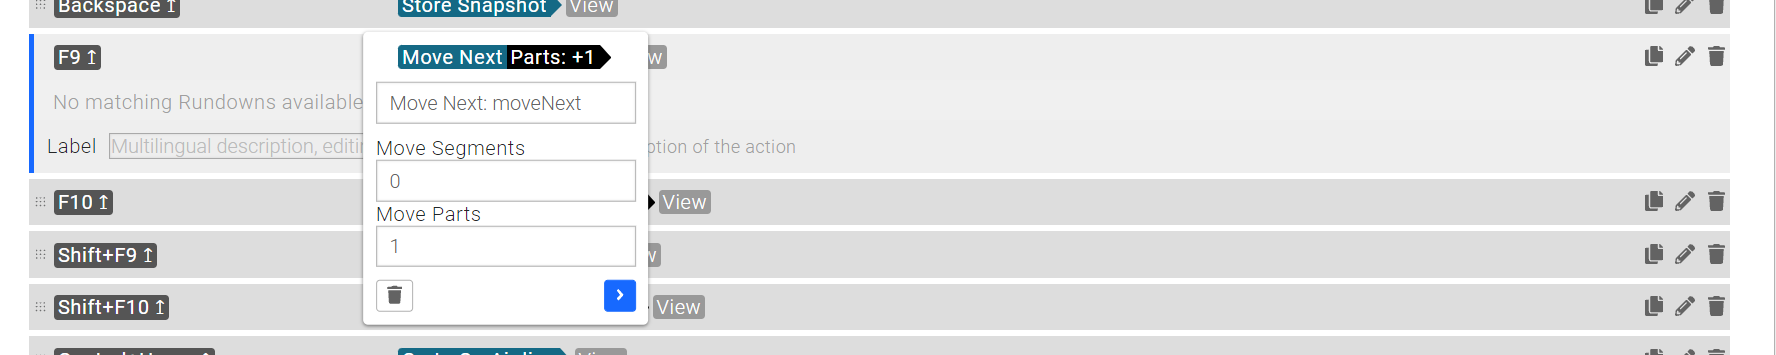 Backspace ↥ Store Snapshot View
F9 ↥ Move Next Parts: +1
Move Next: moveNext
No matching Rundowns available
Label Multilingual description, editi ption of the action
Move Segments
0
F10 ↥ View
Move Parts
1
Shift+F9 ↥
Shift+F10 ↥ View